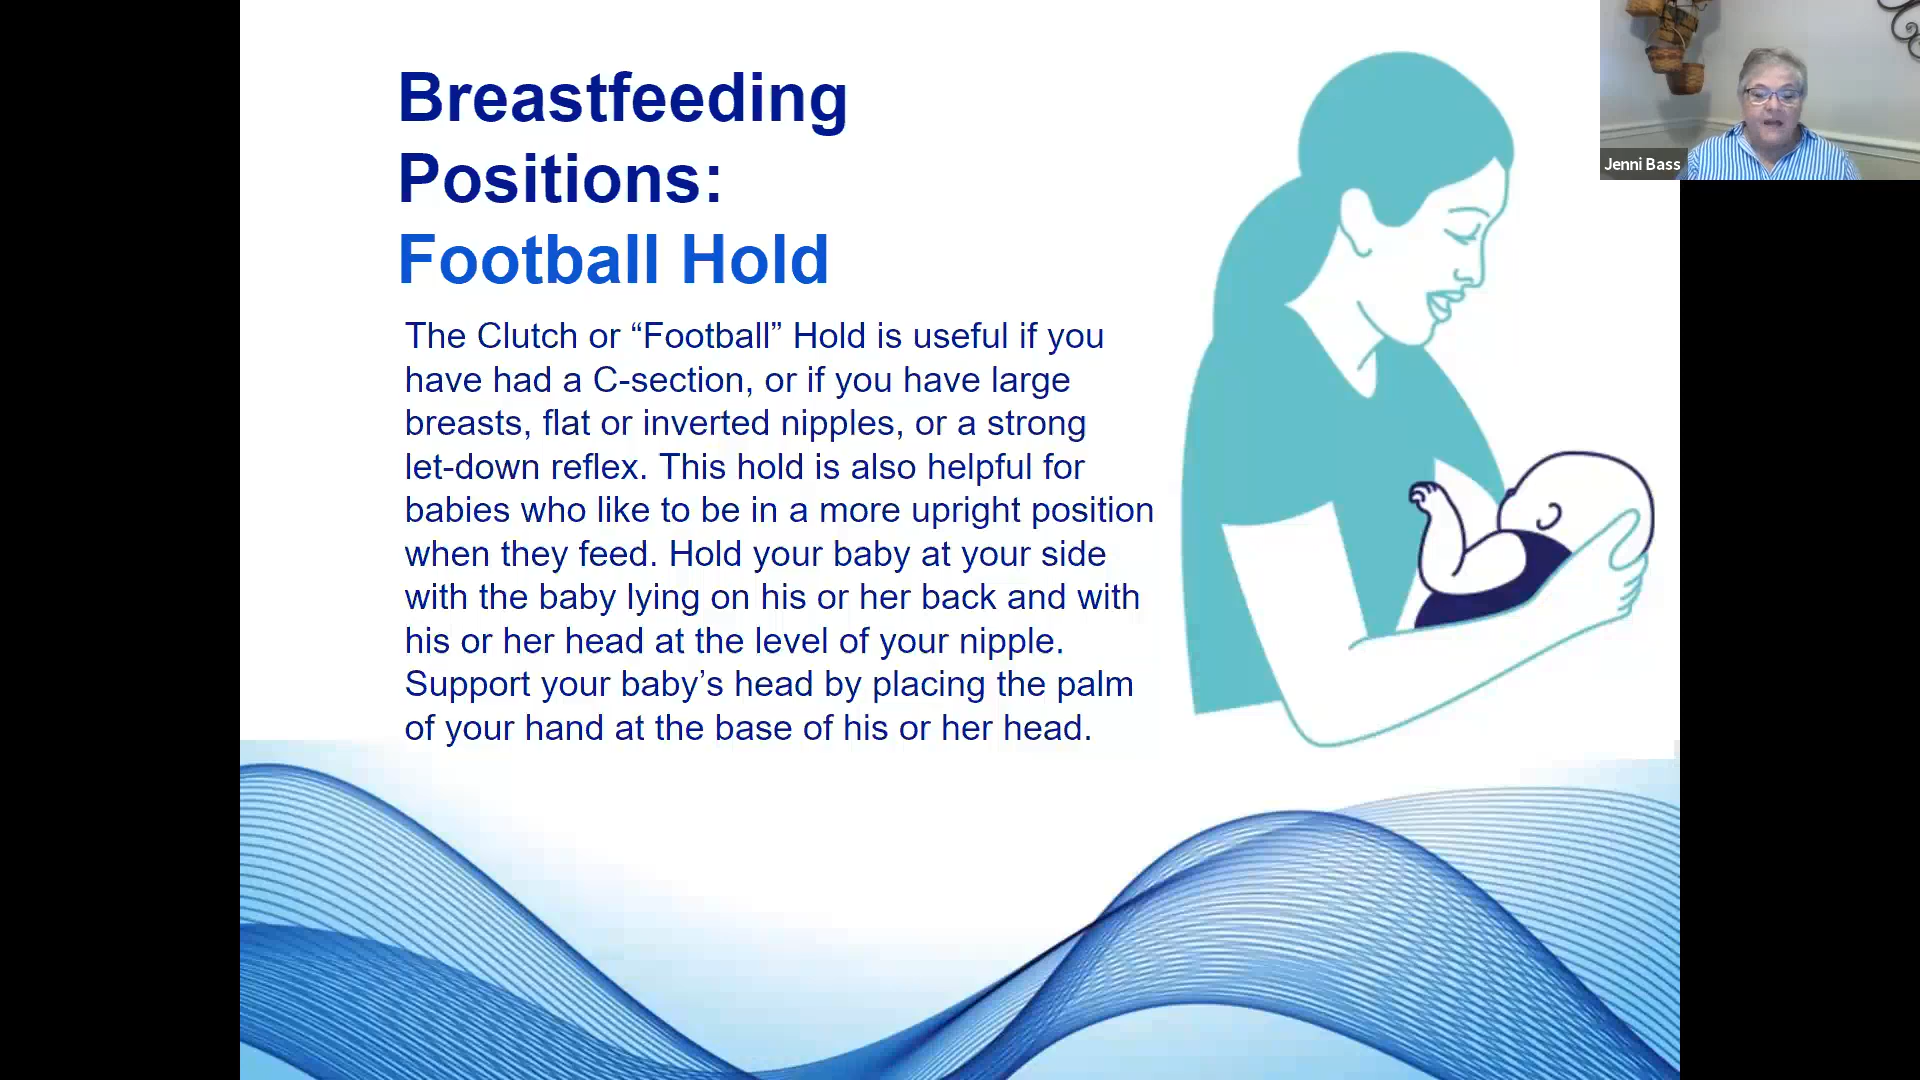 Breastfeeding
Positions:
Football Hold
The Clutch or “Football” Hold is useful if you
have had a C-section, or if you have large
breasts, flat or inverted nipples, or a strong
let-down reflex. This hold is also helpful for
babies who like to be in a more upright position
when they feed. Hold your baby at your side
with the baby lying on his or her back and with
his or her head at the level of your nipple.
Support your baby’s head by placing the palm
of your hand at the base of his or her head.
Jenni Bass